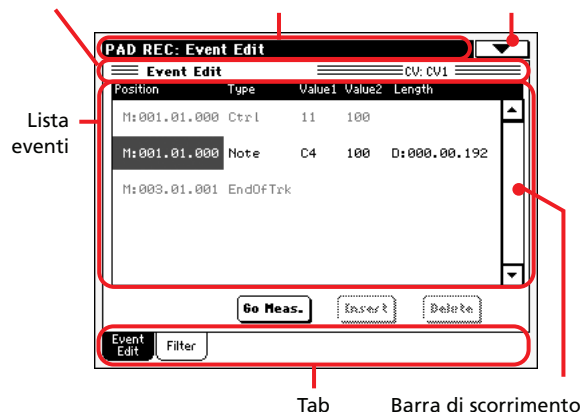 PAD REC: Event Edit
Event Edit CV: CV1
Position Type Value1 Value2 Length
M:001.01.000 Ctrl 11 100
M:001.01.000 Note C4 100 D:000.00.192
M:003.01.001 EndOfTrk
Lista
eventi
Go Meas. Insert Delete
Event
Edit
Filter
Tab
Barra di scorrimento